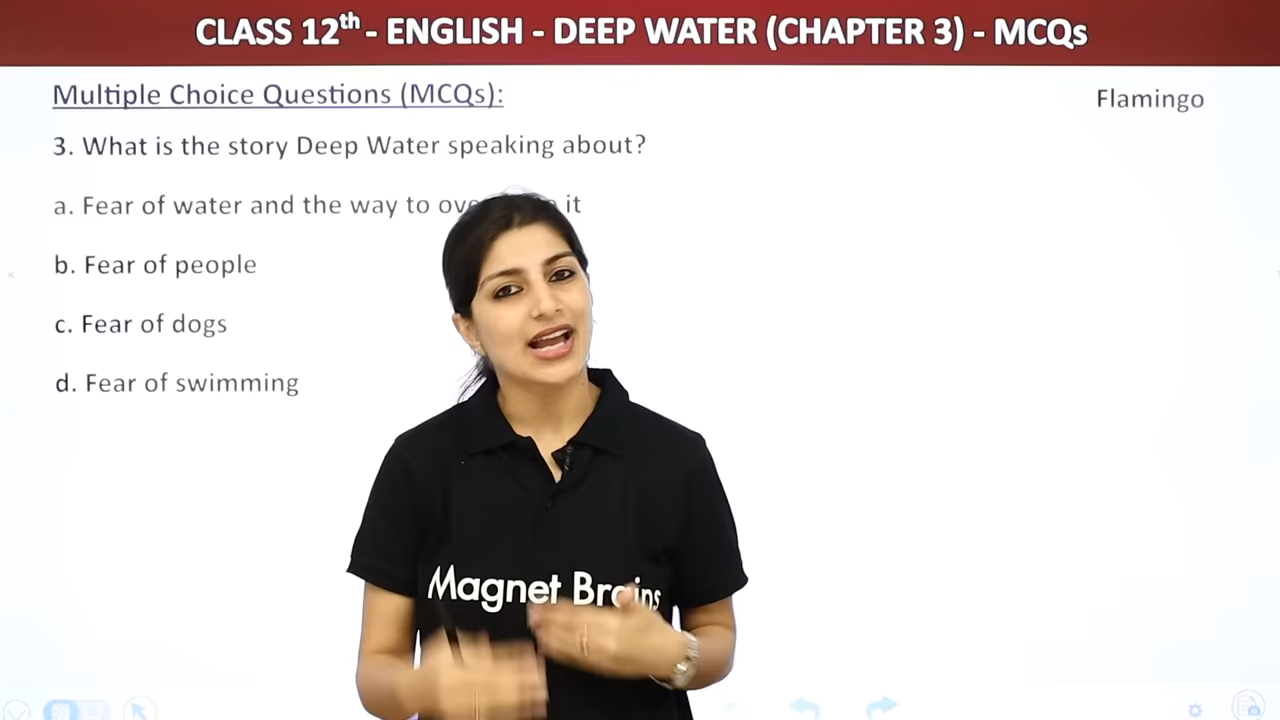 CLASS 12th - ENGLISH - DEEP WATER (CHAPTER 3) - MCQs
Multiple Choice Questions (MCQs):
Flamingo
3. What is the story Deep Water speaking about?
a. Fear of water and the way to it
b. Fear of people
c. Fear of dogs
d. Fear of swimming
Magnet Brains